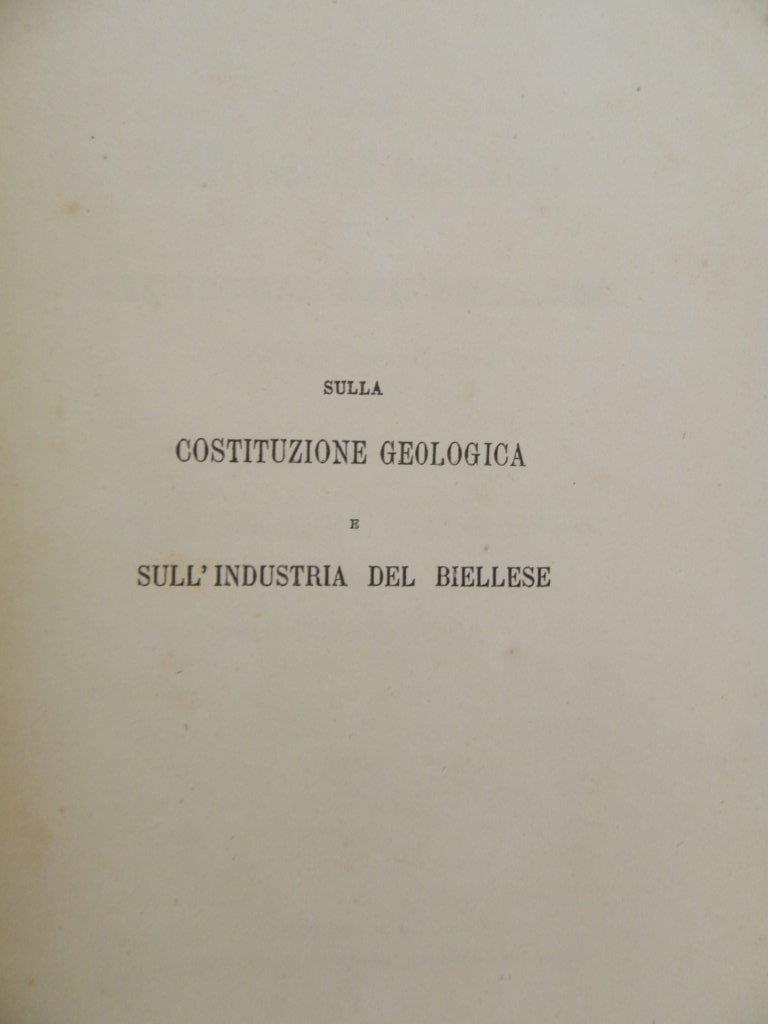 SULLA
COSTITUZIONE GEOLOGICA
E
SULL' INDUSTRIA DEL BIELLESE